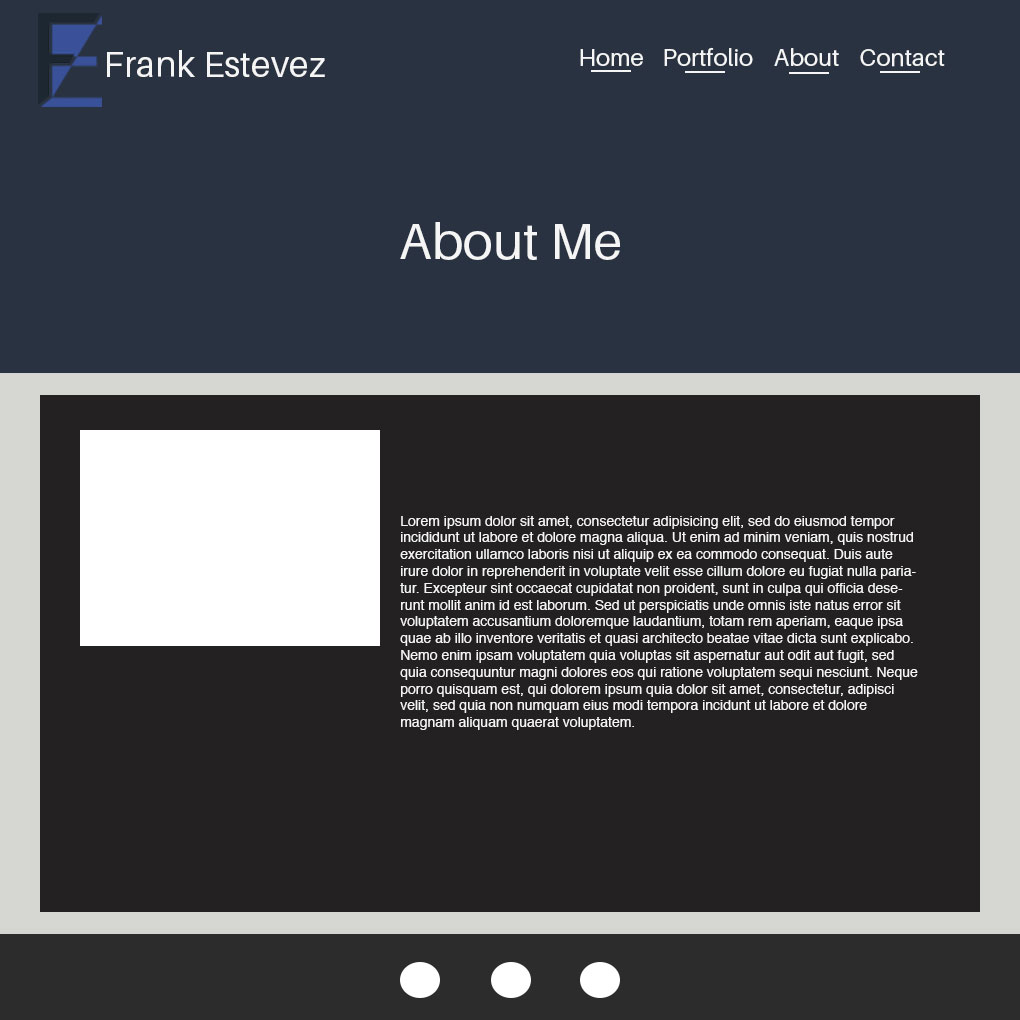 Frank Estevez
Home Portfolio About Contact
About Me
Lorem ipsum dolor sit amet, consectetur adipisicing elit, sed do eiusmod tempor
incididunt ut labore et dolore magna aliqua. Ut enim ad minim veniam, quis nostrud
exercitation ullamco laboris nisi ut aliquip ex ea commodo consequat. Duis aute
irure dolor in reprehenderit in voluptate velit esse cillum dolore eu fugiat nulla paria-
tur. Excepteur sint occaecat cupidatat non proident, sunt in culpa qui officia dese-
runt mollit anim id est laborum. Sed ut perspiciatis unde omnis iste natus error sit
voluptatem accusantium doloremque laudantium, totam rem aperiam, eaque ipsa
quae ab illo inventore veritatis et quasi architecto beatae vitae dicta sunt explicabo.
Nemo enim ipsam voluptatem quia voluptas sit aspernatur aut odit aut fugit, sed
quia consequuntur magni dolores eos qui ratione voluptatem sequi nesciunt. Neque
porro quisquam est, qui dolorem ipsum quia dolor sit amet, consectetur, adipisci
velit, sed quia non numquam eius modi tempora incidunt ut labore et dolore
magnam aliquam quaerat voluptatem.